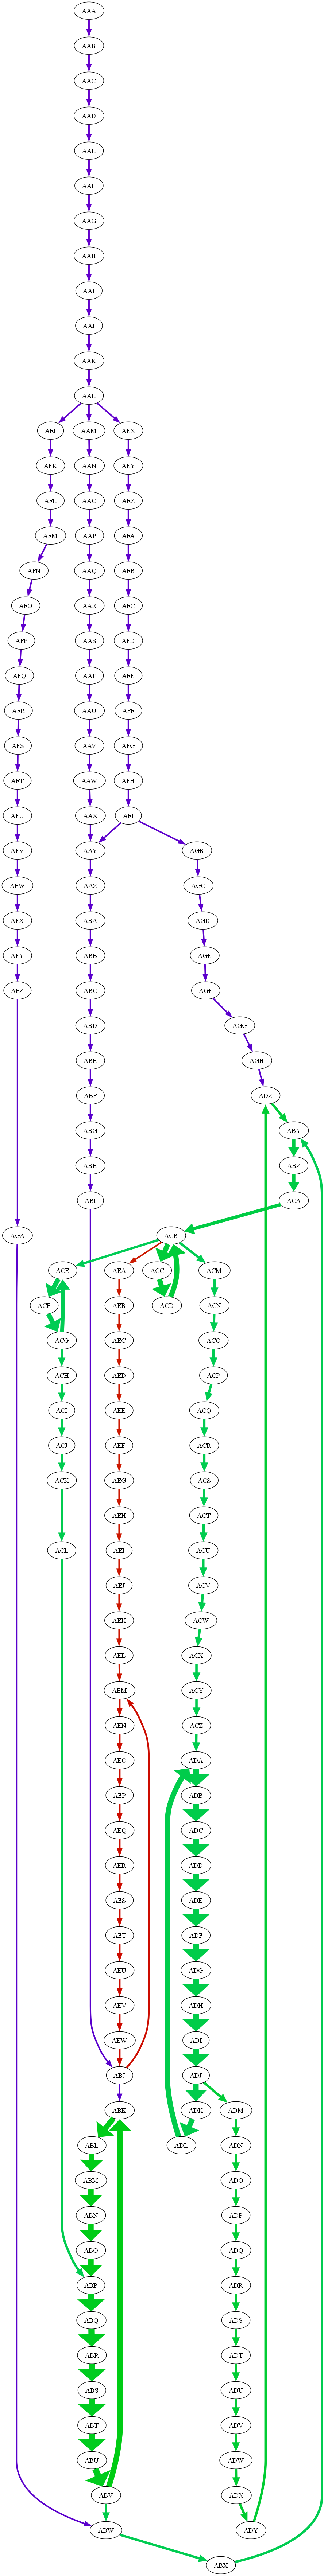 AAA
AAB
AAC
AAD
AAE
AAF
AAG
AAH
AAI
AAJ
AAK
AAL
AFJ AAM AEX
AFK AAN AEY
AFL AAO AEZ
AFM AAP AFA
AFN AAQ AFB
AFO AAR AFC
AFP AAS AFD
AFQ AAT AFE
AFR AAU AFF
AFS AAV AFG
AFT AAW AFH
AFU AAX AFI
AFV AAY AGB
AFW AAZ AGC
AFX ABA AGD
AFY ABB AGE
AFZ ABC AGF
ABD AGG
ABE AGH
ABF ADZ
ABG ABY
ABH ABZ
ABI ACA
AGA ACB
ACE AEA ACC ACM
ACF AEB ACD ACN
ACG AEC ACO
ACH AED ACP
ACI AEE ACQ
ACJ AEF ACR
ACK AEG ACS
AEH ACT
ACL AEI ACU
AEJ ACV
AEK ACW
AEL ACX
AEM ACY
AEN ACZ
AEO ADA
AEP ADB
AEQ ADC
AER ADD
AES ADE
AET ADF
AEU ADG
AEV ADH
AEW ADI
ABJ ADJ
ABK ADK ADM
ABL ADL ADN
ABM ADO
ABN ADP
ABO ADQ
ABP ADR
ABQ ADS
ABR ADT
ABS ADU
ABT ADV
ABU ADW
ABV ADX
ABW ADY
ABX